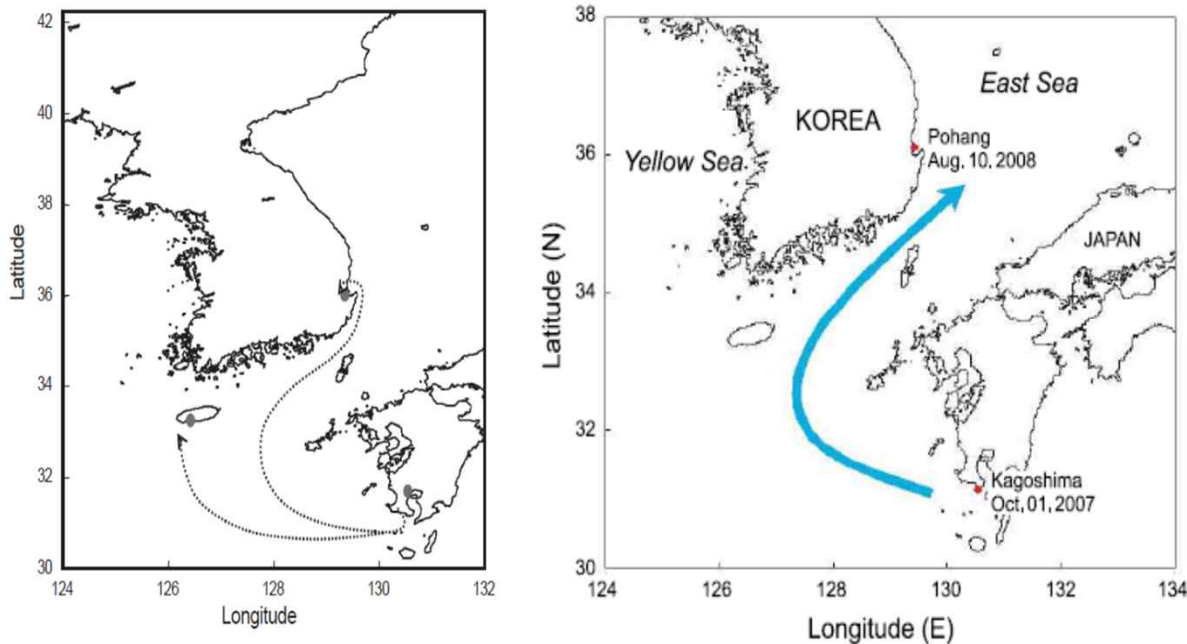 42
40
38
36
34
32
30
Latitude
124
126
128
130
132
Longitude
38
36
34
32
30
Latitude (N)
KOREA
East Sea
Yellow Sea
Pohang
Aug. 10, 2008
JAPAN
Kagoshima
Oct, 01, 2007
124
126
128
130
132
134
Longitude (E)